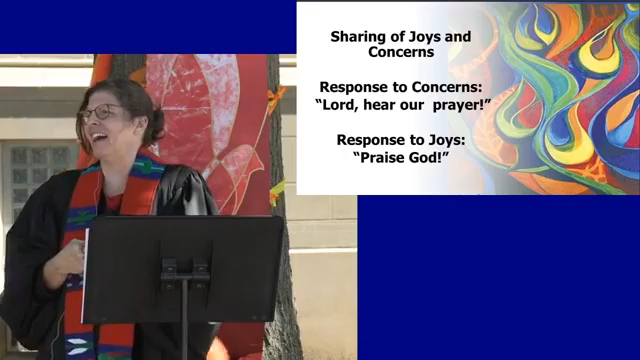 Sharing of Joys and
Concerns
Response to Concerns:
“Lord, hear our prayer!”
Response to Joys:
“Praise God!”